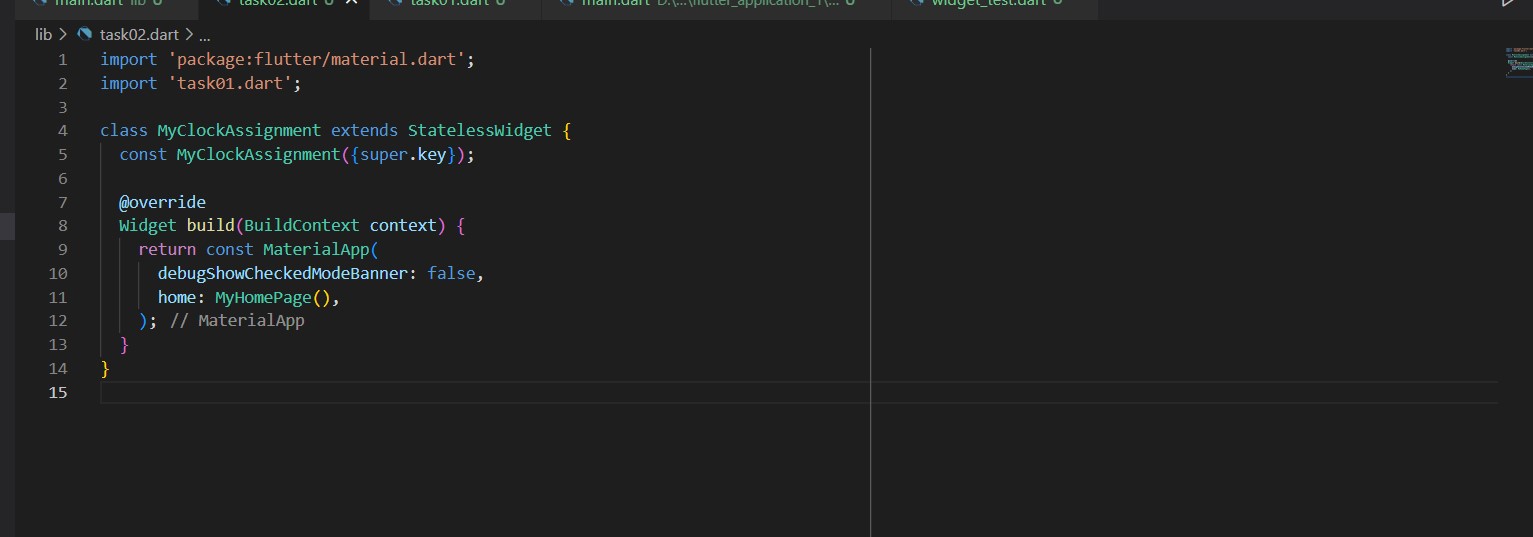 main.dart lib U
task02.dart U
task01.dart U
main.dart D:\...\flutter_application_1\... U
widget_test.dart U
lib > task02.dart > ...
1 import 'package:flutter/material.dart';
2 import 'task01.dart';
3
4 class MyClockAssignment extends StatelessWidget {
5   const MyClockAssignment({super.key});
6
7   @override
8   Widget build(BuildContext context) {
9     return const MaterialApp(
10       debugShowCheckedModeBanner: false,
11       home: MyHomePage(),
12     ); // MaterialApp
13   }
14 }
15